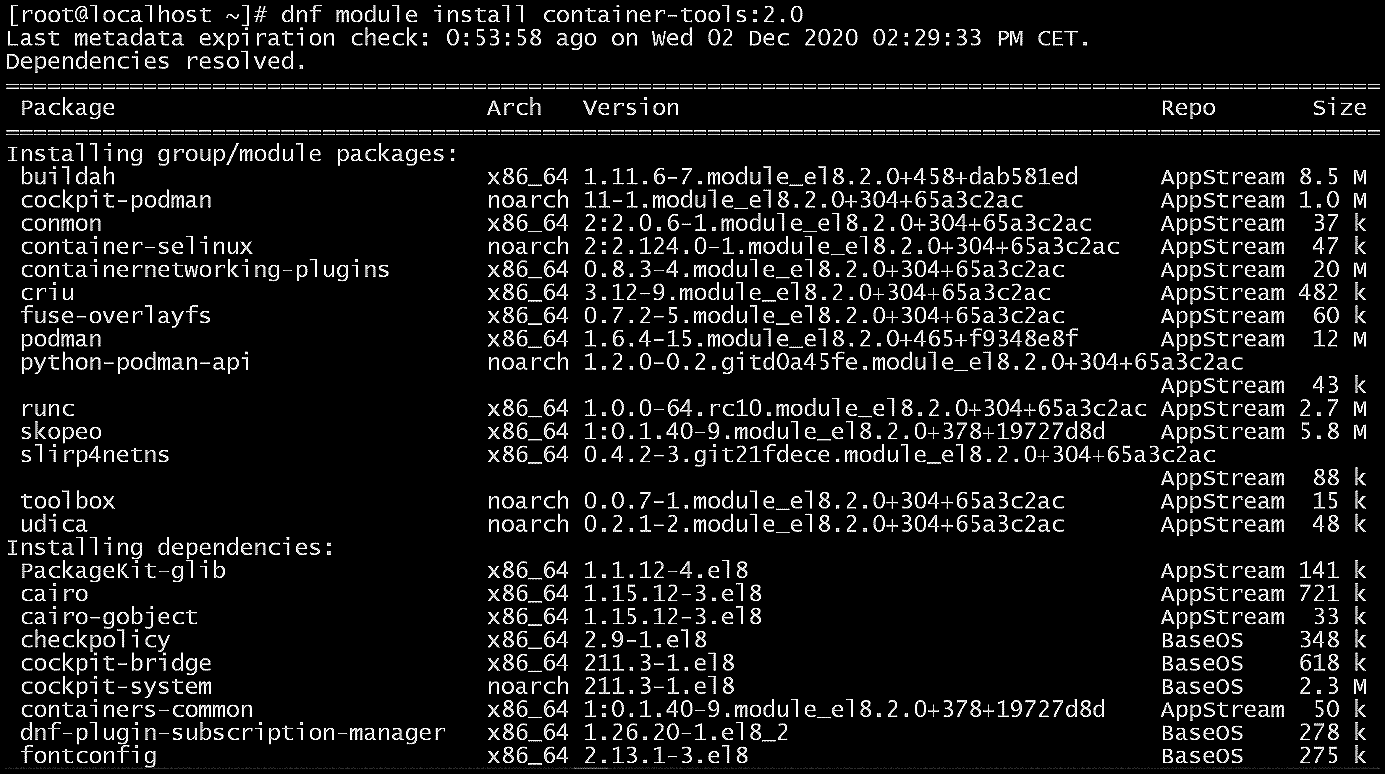 [root@localhost ~]# dnf module install container-tools:2.0
Last metadata expiration check: 0:53:58 ago on Wed 02 Dec 2020 02:29:33 PM CET.
Dependencies resolved.
================================================================================
Package Arch Version Repo Size
================================================================================
Installing group/module packages:
buildah x86_64 1.11.6-7.module_el8.2.0+458+dab581ed AppStream 8.5 M
cockpit-podman noarch 11-1.module_el8.2.0+304+65a3c2ac AppStream 1.0 M
conmon x86_64 2:2.0.6-1.module_el8.2.0+304+65a3c2ac AppStream 37 k
container-selinux noarch 2:2.124.0-1.module_el8.2.0+304+65a3c2ac AppStream 47 k
containernetworking-plugins x86_64 0.8.3-4.module_el8.2.0+304+65a3c2ac AppStream 20 M
criu x86_64 3.12-9.module_el8.2.0+304+65a3c2ac AppStream 482 k
fuse-overlayfs x86_64 0.7.2-5.module_el8.2.0+304+65a3c2ac AppStream 60 k
podman x86_64 1.6.4-15.module_el8.2.0+465+f9348e8f AppStream 12 M
python-podman-api noarch 1.2.0-0.2.gitd0a45fe.module_el8.2.0+304+65a3c2ac
AppStream 43 k
runc x86_64 1.0.0-64.rc10.module_el8.2.0+304+65a3c2ac AppStream 2.7 M
skopeo x86_64 1:0.1.40-9.module_el8.2.0+378+19727d8d AppStream 5.8 M
slirp4netns x86_64 0.4.2-3.git21fdece.module_el8.2.0+304+65a3c2ac
AppStream 88 k
toolbox noarch 0.0.7-1.module_el8.2.0+304+65a3c2ac AppStream 15 k
udica noarch 0.2.1-2.module_el8.2.0+304+65a3c2ac AppStream 48 k
Installing dependencies:
PackageKit-glib x86_64 1.1.12-4.el8 AppStream 141 k
cairo x86_64 1.15.12-3.el8 AppStream 721 k
cairo-gobject x86_64 1.15.12-3.el8 AppStream 33 k
checkpolicy x86_64 2.9-1.el8 BaseOS 348 k
cockpit-bridge x86_64 211.3-1.el8 BaseOS 618 k
cockpit-system noarch 211.3-1.el8 BaseOS 2.3 M
containers-common x86_64 1:0.1.40-9.module_el8.2.0+378+19727d8d AppStream 50 k
dnf-plugin-subscription-manager x86_64 1.26.20-1.el8_2 BaseOS 278 k
fontconfig x86_64 2.13.1-3.el8 BaseOS 275 k